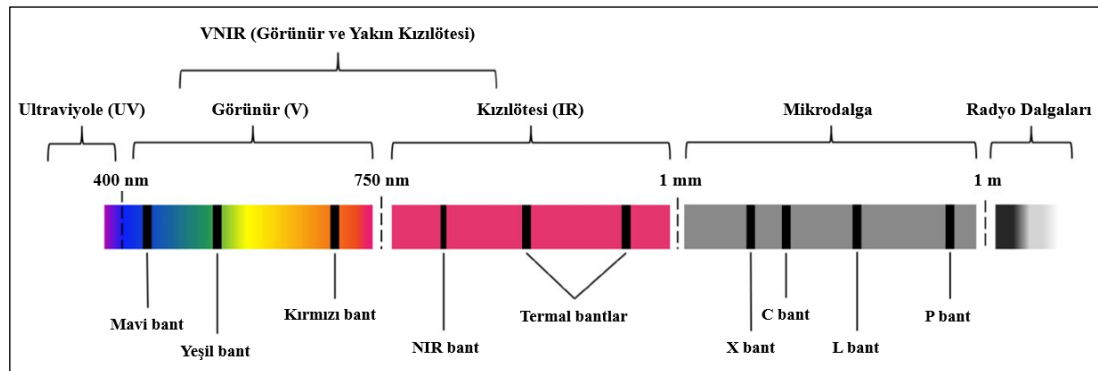 VNIR (Görünür ve Yakın Kızılötesi)
Ultraviyole (UV)
Görünür (V)
Kızılötesi (IR)
Mikrodalga
Radyo Dalgaları
400 nm
750 nm
1 mm
1 m
Mavi bant
Yeşil bant
Kırmızı bant
NIR bant
Termal bantlar
X bant
C bant
L bant
P bant